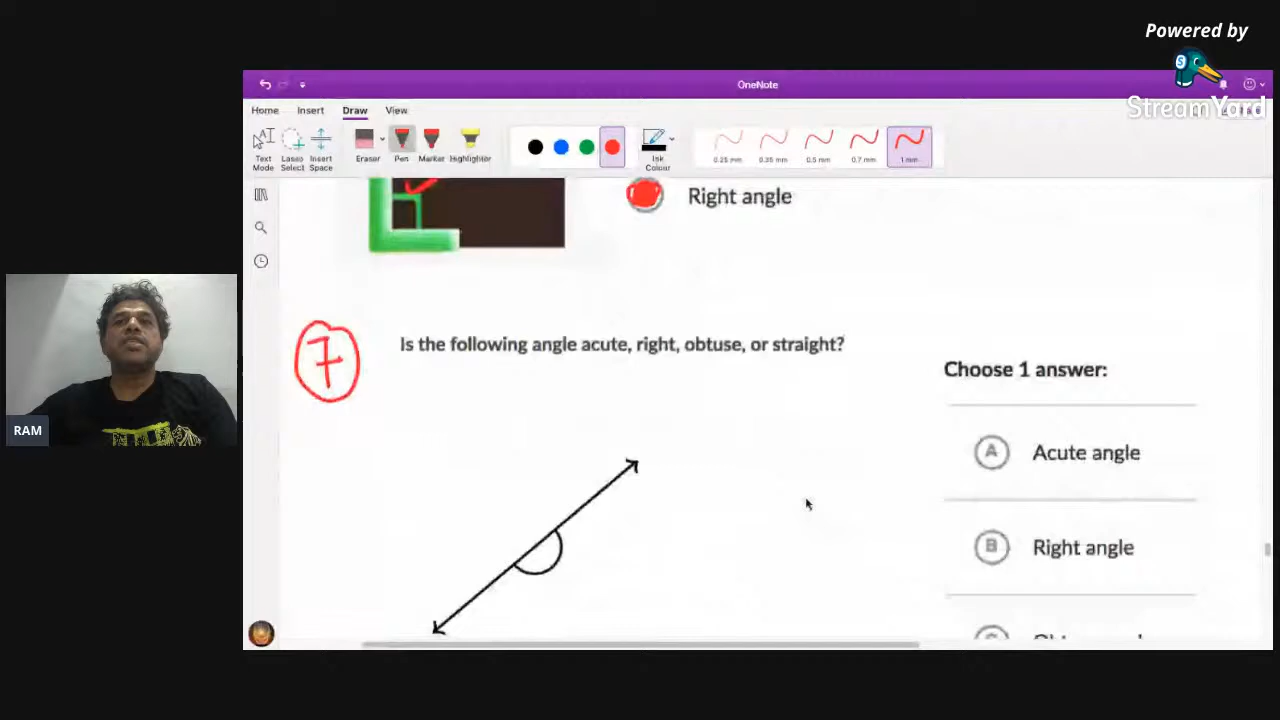 Powered by
StreamYard
OneNote
Home Insert Draw View
Text Mode
Lasso Select
Insert Space
Eraser
Pen
Marker
Highlighter
Ink Colour
0.25 mm
0.35 mm
0.5 mm
0.7 mm
1 mm
Right angle
7
Is the following angle acute, right, obtuse, or straight?
Choose 1 answer:
A Acute angle
B Right angle
RAM